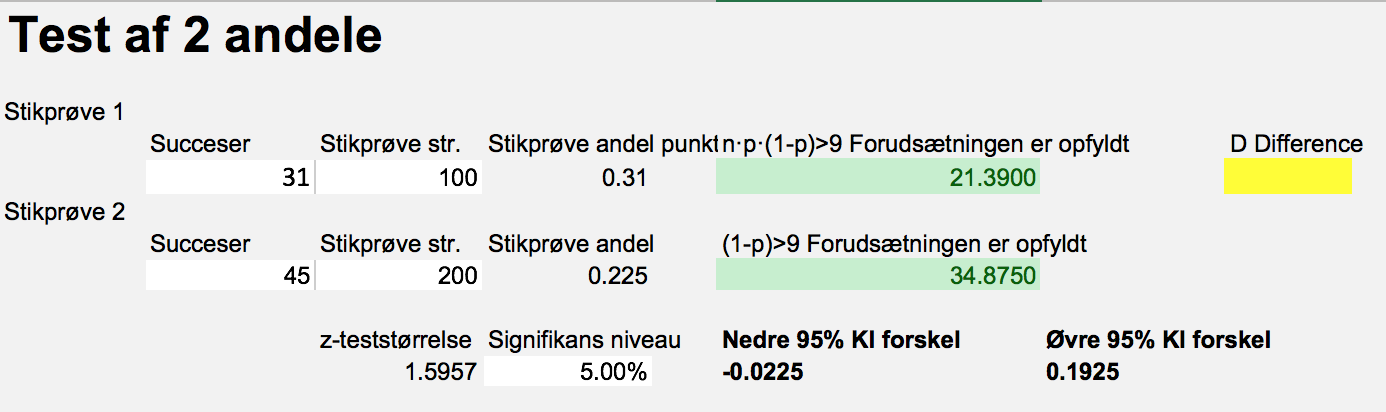 Test af 2 andele
Stikprøve 1
Succeser Stikprøve str. Stikprøve andel punkt n·p·(1-p)>9 Forudsætningen er opfyldt D Difference
31 100 0.31 21.3900
Stikprøve 2
Succeser Stikprøve str. Stikprøve andel (1-p)>9 Forudsætningen er opfyldt
45 200 0.225 34.8750
z-teststørrelse Signifikans niveau Nedre 95% KI forskel Øvre 95% KI forskel
1.5957 5.00% -0.0225 0.1925